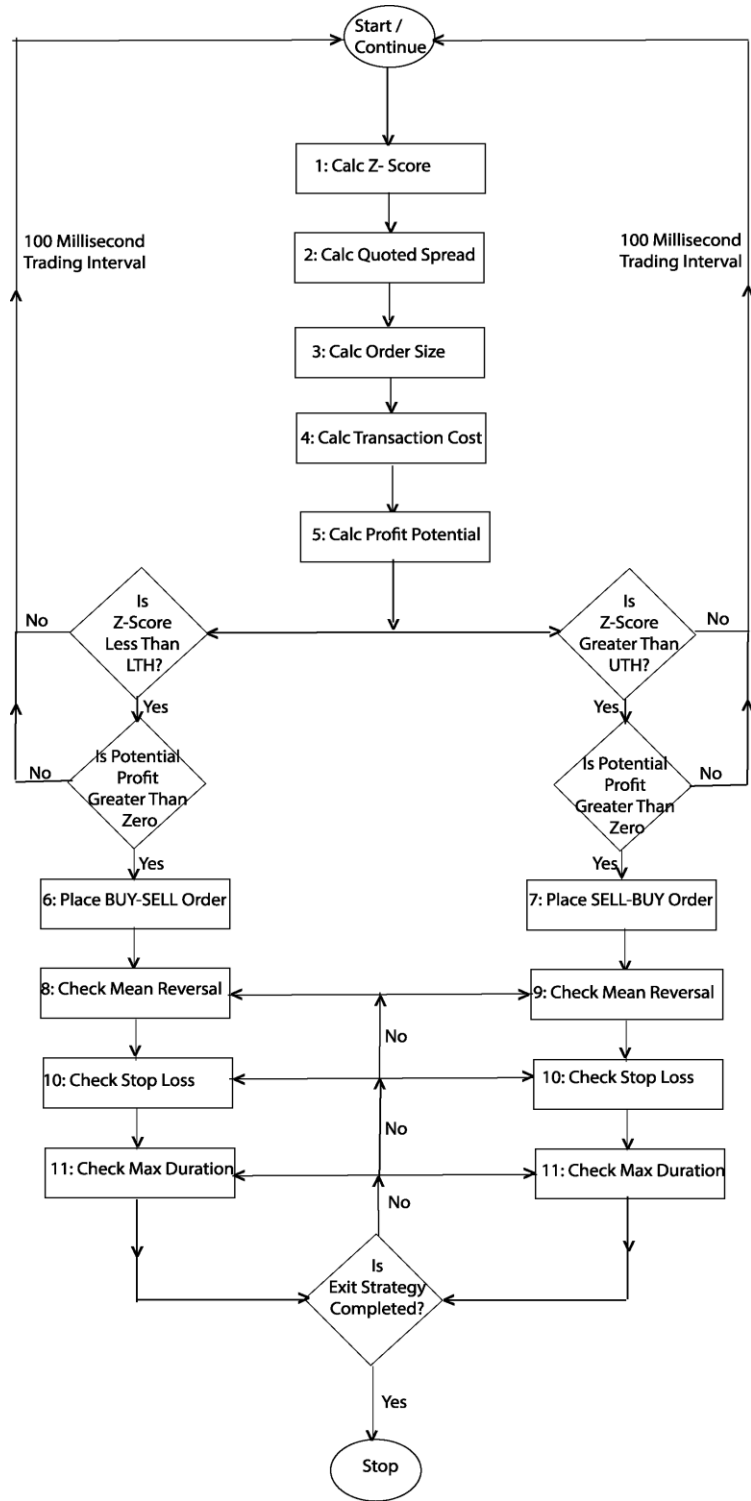 Start /
Continue
1: Calc Z- Score
100 Millisecond
Trading Interval
100 Millisecond
Trading Interval
2: Calc Quoted Spread
3: Calc Order Size
4: Calc Transaction Cost
5: Calc Profit Potential
No
Is
Z-Score
Less Than
LTH?
Is
Z-Score
Greater Than
UTH?
No
Yes
Yes
No
Is Potential
Profit
Greater Than
Zero
Is Potential
Profit
Greater Than
Zero
No
Yes
Yes
6: Place BUY-SELL Order
7: Place SELL-BUY Order
8: Check Mean Reversal
9: Check Mean Reversal
No
10: Check Stop Loss
10: Check Stop Loss
No
11: Check Max Duration
11: Check Max Duration
No
Is
Exit Strategy
Completed?
Yes
Stop